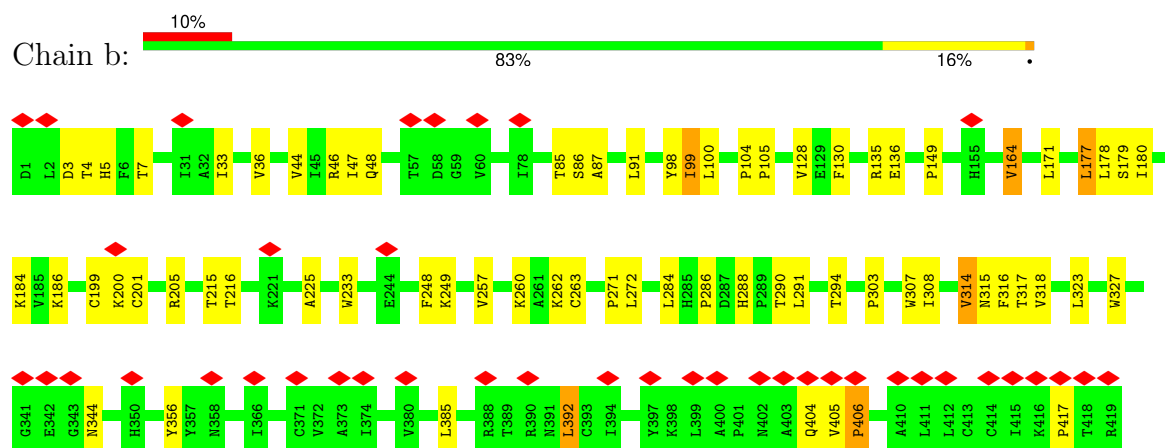 10%
Chain b:
83% 16% •
D1 L2 D3 T4 H5 F6 T7 I31 A32 I33 V36 V44 I45 R46 I47 Q48 T57 D58 G59 V60 I78 T85 S86 A87 L91 Y98 I99 L100 P104 P105 V128 E129 F130 R135 E136 P149 H155 V164 L171 L177 L178 S179 I180
K184 V185 K186 C199 K200 C201 R205 T215 T216 K221 A225 W233 E244 F248 K249 V257 K260 A261 K262 C263 P271 L272 L284 H285 P286 D287 H288 P289 T290 L291 T294 P303 W307 I308 V314 N315 F316 T317 V318 L323 W327
G341 E342 G343 N344 H350 Y356 Y357 N358 I366 C371 V372 A373 I374 V380 L385 R388 T389 R390 N391 L392 C393 I394 Y397 K398 L399 A400 P401 N402 A403 Q404 V405 P406 A410 L411 L412 C413 C414 I415 K416 P417 T418 R419